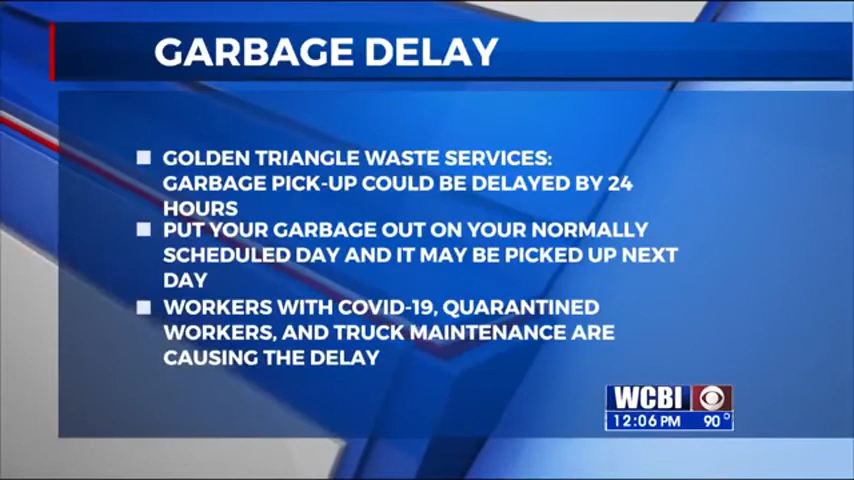 GARBAGE DELAY
GOLDEN TRIANGLE WASTE SERVICES:
GARBAGE PICK-UP COULD BE DELAYED BY 24
HOURS
PUT YOUR GARBAGE OUT ON YOUR NORMALLY
SCHEDULED DAY AND IT MAY BE PICKED UP NEXT
DAY
WORKERS WITH COVID-19, QUARANTINED
WORKERS, AND TRUCK MAINTENANCE ARE
CAUSING THE DELAY
WCBI
12:06 PM 90°